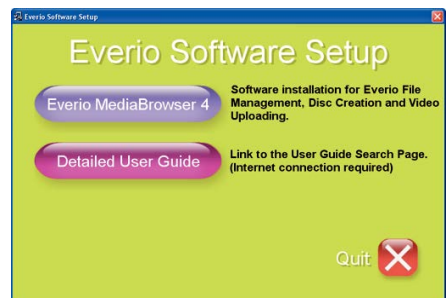 Everio Software Setup
Everio Software Setup
Everio MediaBrowser 4
Software installation for Everio File
Management, Disc Creation and Video
Uploading.
Detailed User Guide
Link to the User Guide Search Page.
(Internet connection required)
Quit